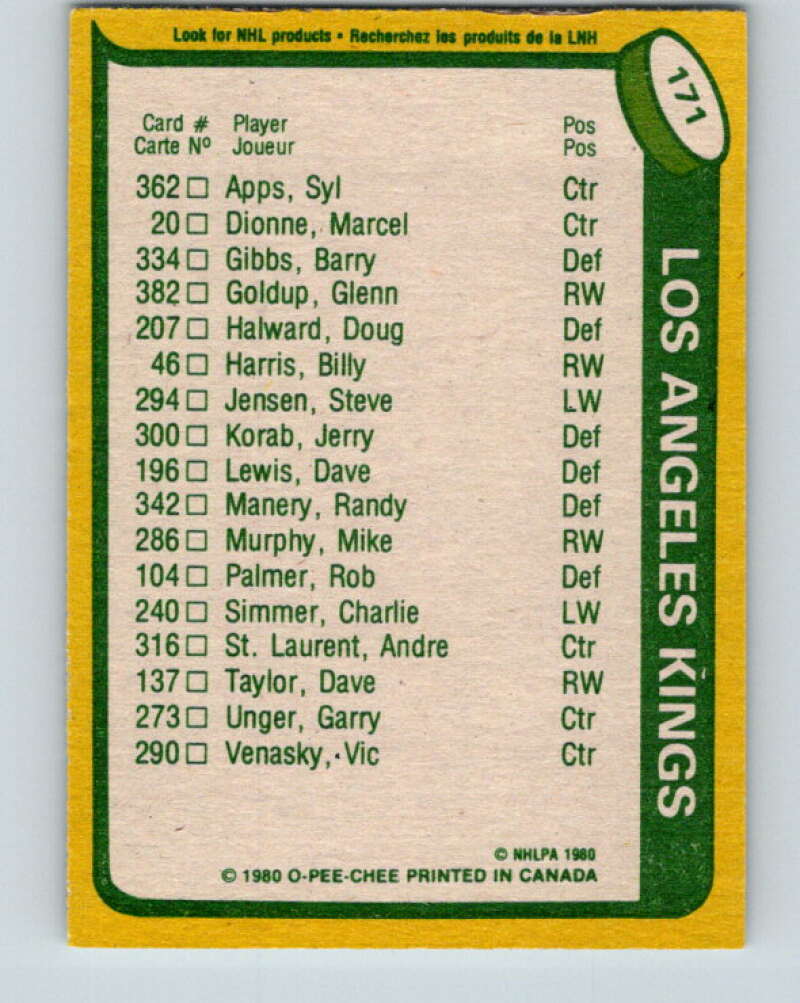 Look for NHL products • Recherchez les produits de la LNH
171
Card # Player Pos
Carte Nº Joueur Pos
362 □ Apps, Syl Ctr
20 □ Dionne, Marcel Ctr
334 □ Gibbs, Barry Def
382 □ Goldup, Glenn RW
207 □ Halward, Doug Def
46 □ Harris, Billy RW
294 □ Jensen, Steve LW
300 □ Korab, Jerry Def
196 □ Lewis, Dave Def
342 □ Manery, Randy Def
286 □ Murphy, Mike RW
104 □ Palmer, Rob Def
240 □ Simmer, Charlie LW
316 □ St. Laurent, Andre Ctr
137 □ Taylor, Dave RW
273 □ Unger, Garry Ctr
290 □ Venasky, Vic Ctr
LOS ANGELES KINGS
© NHLPA 1980
© 1980 O-PEE-CHEE PRINTED IN CANADA